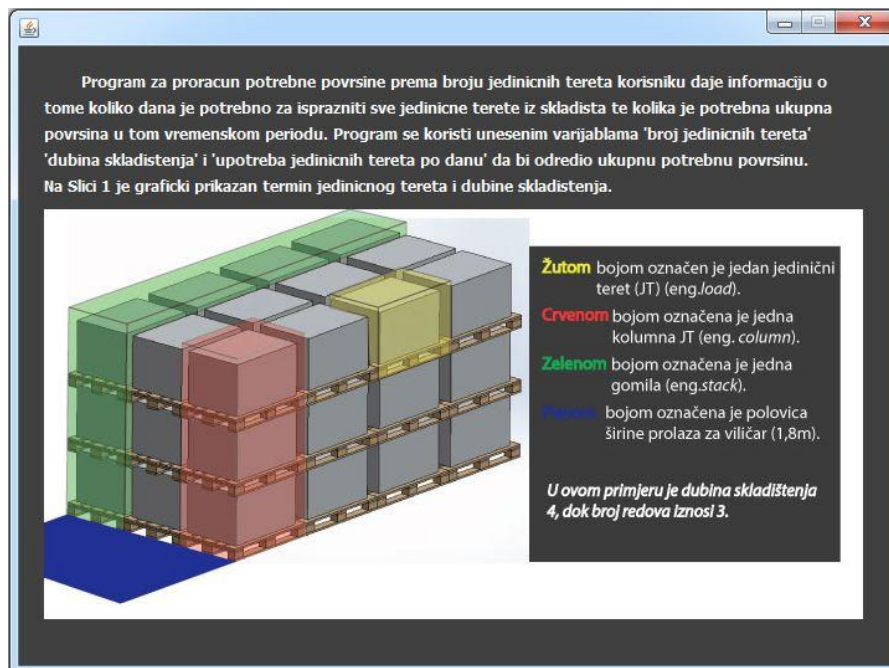 Program za proracun potrebne povrsine prema broju jedinicnih tereta korisniku daje informaciju o
tome koliko dana je potrebno za isprazniti sve jedinicne terete iz skladista te kolika je potrebna ukupna
povrsina u tom vremenskom periodu. Program se koristi unesenim varijablama 'broj jedinicnih tereta'
'dubina skladistenja' i 'upotreba jedinicnih tereta po danu' da bi odredio ukupnu potrebnu povrsinu.
Na Slici 1 je graficki prikazan termin jedinicnog tereta i dubine skladistenja.
Žutom bojom označen je jedan jedinični
teret (JT) (eng.load).
Crvenom bojom označena je jedna
kolumna JT (eng. column).
Zelenom bojom označena je jedna
gomila (eng.stack).
Plavom bojom označena je polovica
širine prolaza za viličar (1,8m).
U ovom primjeru je dubina skladištenja
4, dok broj redova iznosi 3.